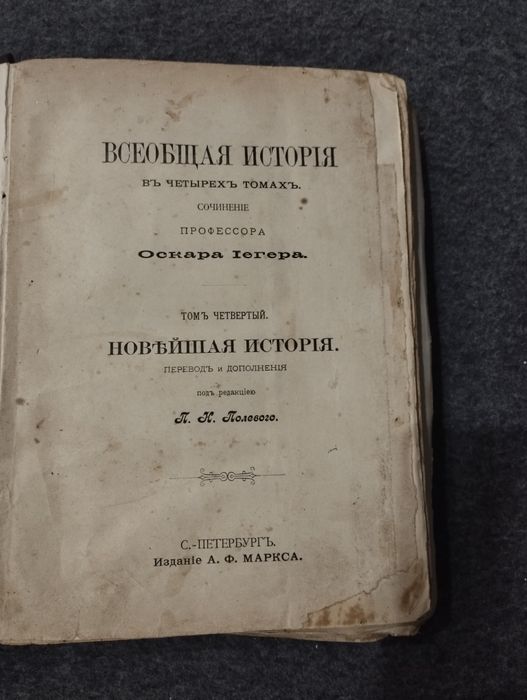 ВСЕОБЩАЯ ИСТОРІЯ
ВЪ ЧЕТЫРЕХЪ ТОМАХЪ.
СОЧИНЕНІЕ
ПРОФЕССОРА
Оскара Іегера.
ТОМЪ ЧЕТВЕРТЫЙ.
НОВѢЙШАЯ ИСТОРІЯ.
ПЕРЕВОДЪ и ДОПОЛНЕНІЯ
подъ редакціею
П. Н. Полевого.
С.-ПЕТЕРБУРГЪ.
Изданіе А. Ф. МАРКСА.